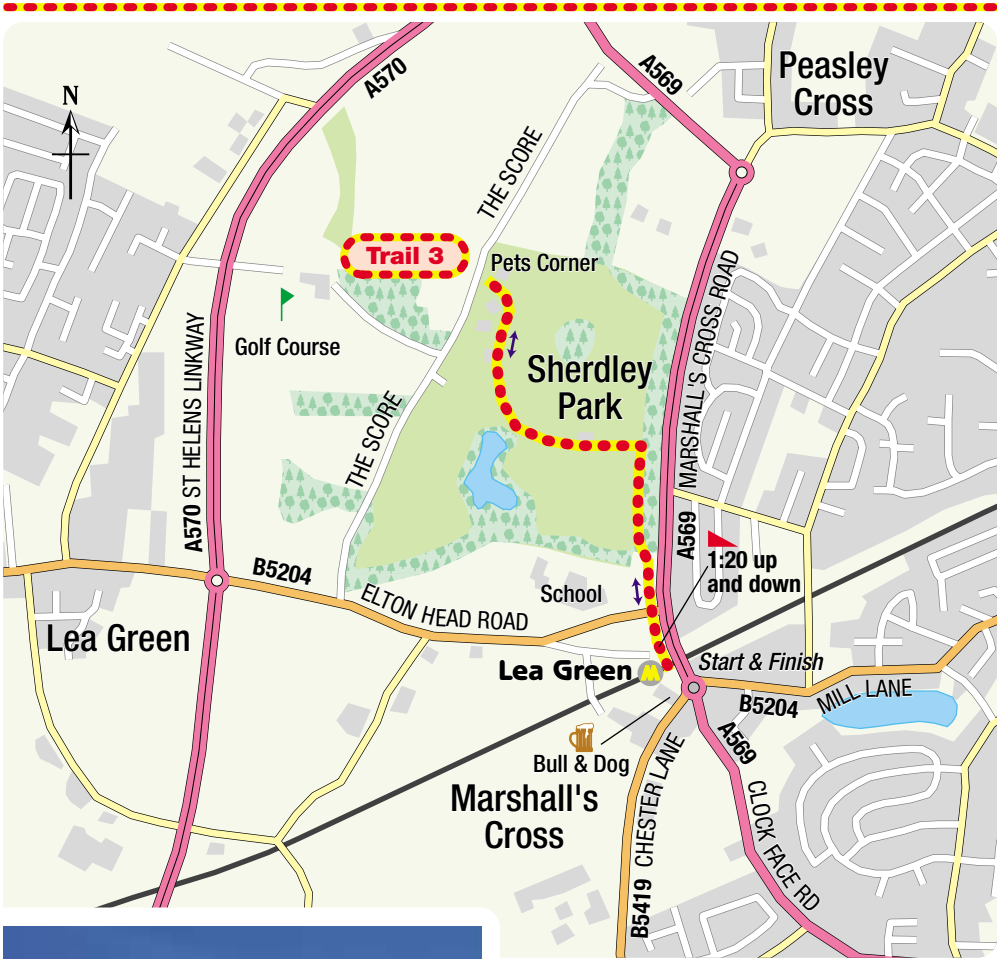 A570
A569
Peasley
Cross
N
THE SCORE
Trail 3
Pets Corner
MARSHALL'S CROSS ROAD
Golf Course
A570 ST HELENS LINKWAY
Sherdley
Park
THE SCORE
A569
1:20 up
and down
B5204
School
ELTON HEAD ROAD
Lea Green
Lea Green
Start & Finish
B5204
MILL LANE
A569
Bull & Dog
Marshall's
Cross
CLOCK FACE RD
B5419 CHESTER LANE